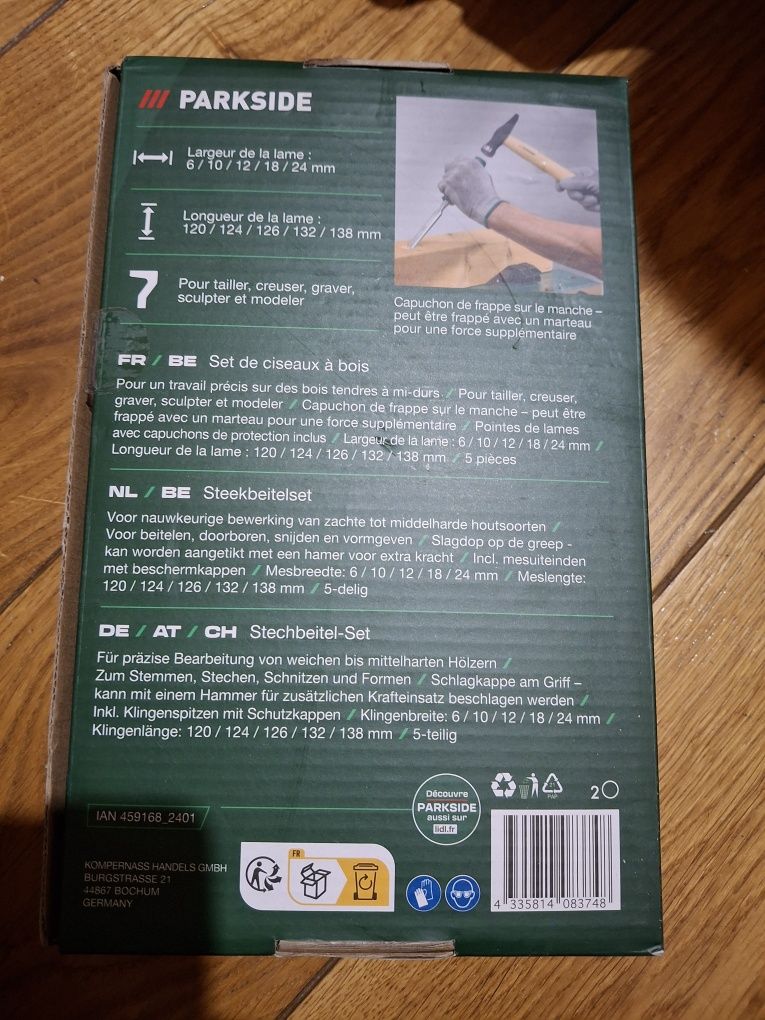 PARKSIDE
Largeur de la lame :
6 / 10 / 12 / 18 / 24 mm
Longueur de la lame :
120 / 124 / 126 / 132 / 138 mm
Pour tailler, creuser, graver,
sculpter et modeler
Capuchon de frappe sur le manche –
peut être frappé avec un marteau
pour une force supplémentaire
FR / BE Set de ciseaux à bois
Pour un travail précis sur des bois tendres à mi-durs / Pour tailler, creuser,
graver, sculpter et modeler / Capuchon de frappe sur le manche – peut être
frappé avec un marteau pour une force supplémentaire / Pointes de lames
avec capuchons de protection inclus / Largeur de la lame : 6 / 10 / 12 / 18 / 24 mm /
Longueur de la lame : 120 / 124 / 126 / 132 / 138 mm / 5 pièces
NL / BE Steekbeitelset
Voor nauwkeurige bewerking van zachte tot middelharde houtsoorten /
Voor beitelen, doorboren, snijden en vormgeven / Slagdop op de greep -
kan worden aangetikt met een hamer voor extra kracht / Incl. mesuiteinden
met beschermkappen / Mesbreedte: 6 / 10 / 12 / 18 / 24 mm / Meslengte:
120 / 124 / 126 / 132 / 138 mm / 5-delig
DE / AT / CH Stechbeitel-Set
Für präzise Bearbeitung von weichen bis mittelharten Hölzern /
Zum Stemmen, Stechen, Schnitzen und Formen / Schlagkappe am Griff –
kann mit einem Hammer für zusätzlichen Krafteinsatz beschlagen werden /
Inkl. Klingenspitzen mit Schutzkappen / Klingenbreite: 6 / 10 / 12 / 18 / 24 mm /
Klingenlänge: 120 / 124 / 126 / 132 / 138 mm / 5-teilig
IAN 459168_2401
Découvre
PARKSIDE
aussi sur
lidl.fr
PAP
2
KOMPERNASS HANDELS GMBH
BURGSTRASSE 21
44867 BOCHUM
GERMANY
FR
4 335814 083748